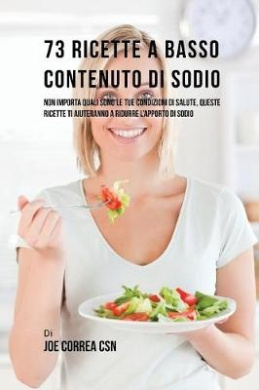 73 RICETTE A BASSO
CONTENUTO DI SODIO
NON IMPORTA QUALI SONO LE TUE CONDIZIONI DI SALUTE, QUESTE
RICETTE TI AIUTERANNO A RIDURRE L'APPORTO DI SODIO
Di
JOE CORREA CSN